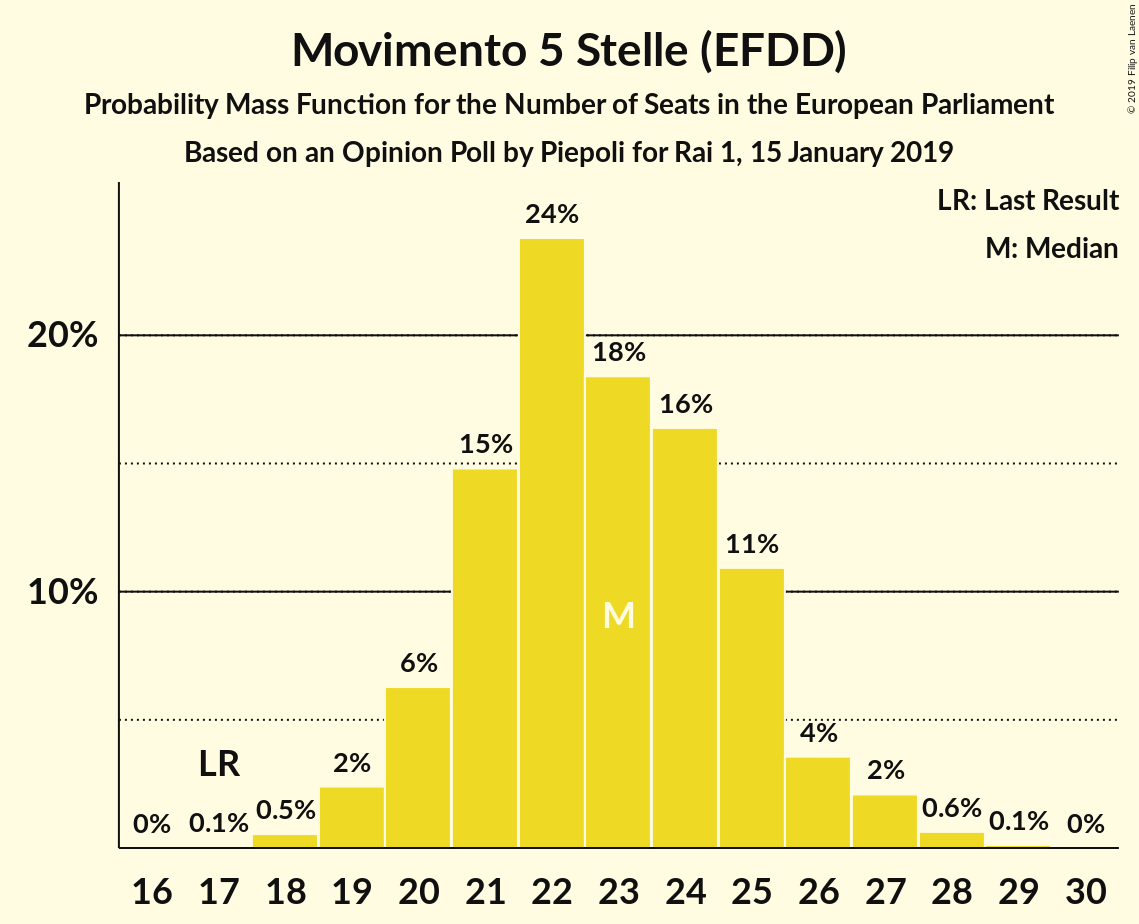 Movimento 5 Stelle (EFDD)
Probability Mass Function for the Number of Seats in the European Parliament
Based on an Opinion Poll by Piepoli for Rai 1, 15 January 2019
© 2019 Filip van Laenen
LR: Last Result
M: Median
24%
20%
18%
16%
15%
11%
10%
M
6%
4%
LR
2%
2%
0%
0.1%
0.5%
0.6%
0.1%
0%
16 17 18 19 20 21 22 23 24 25 26 27 28 29 30